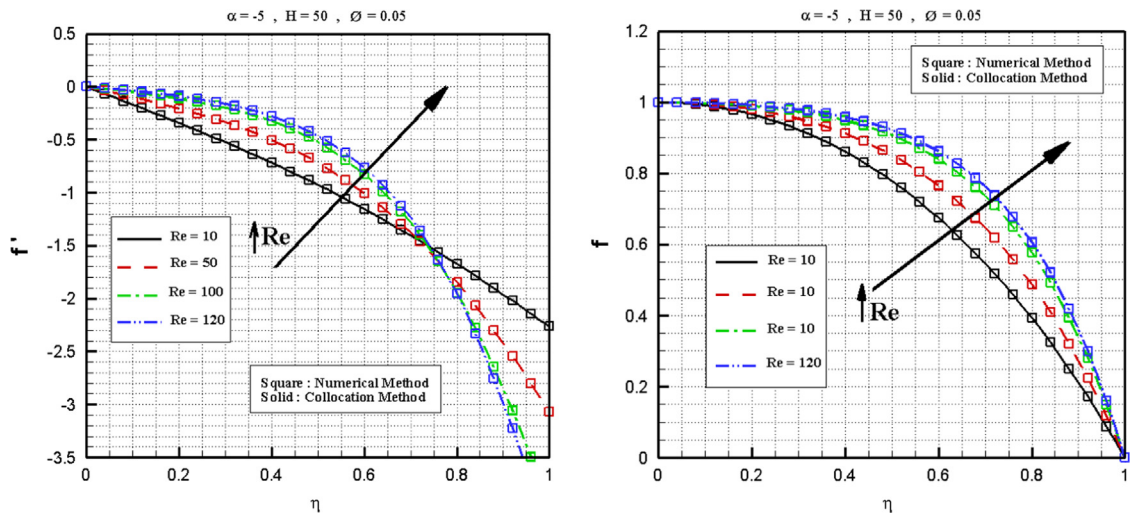 α = -5 , H = 50 , Ø = 0.05
0.5
0
-0.5
-1
-1.5
-2
-2.5
-3
-3.5
f '
Re
Re = 10
Re = 50
Re = 100
Re = 120
Square : Numerical Method
Solid : Collocation Method
0
0.2
0.4
0.6
0.8
1
η
α = -5 , H = 50 , Ø = 0.05
1.2
1
0.8
0.6
0.4
0.2
0
f
Square : Numerical Method
Solid : Collocation Method
Re
Re = 10
Re = 10
Re = 10
Re = 120
0
0.2
0.4
0.6
0.8
1
η